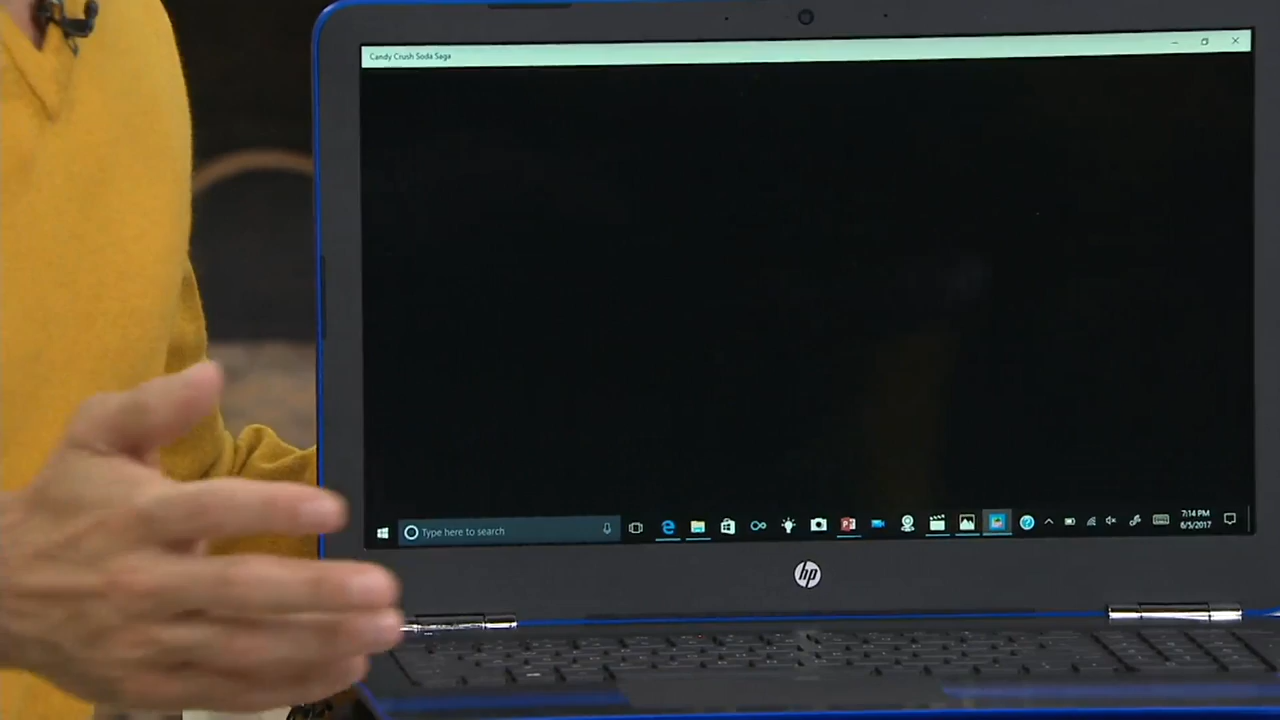 Candy Crush Soda Saga
Type here to search
7:14 PM
6/5/2017
hp